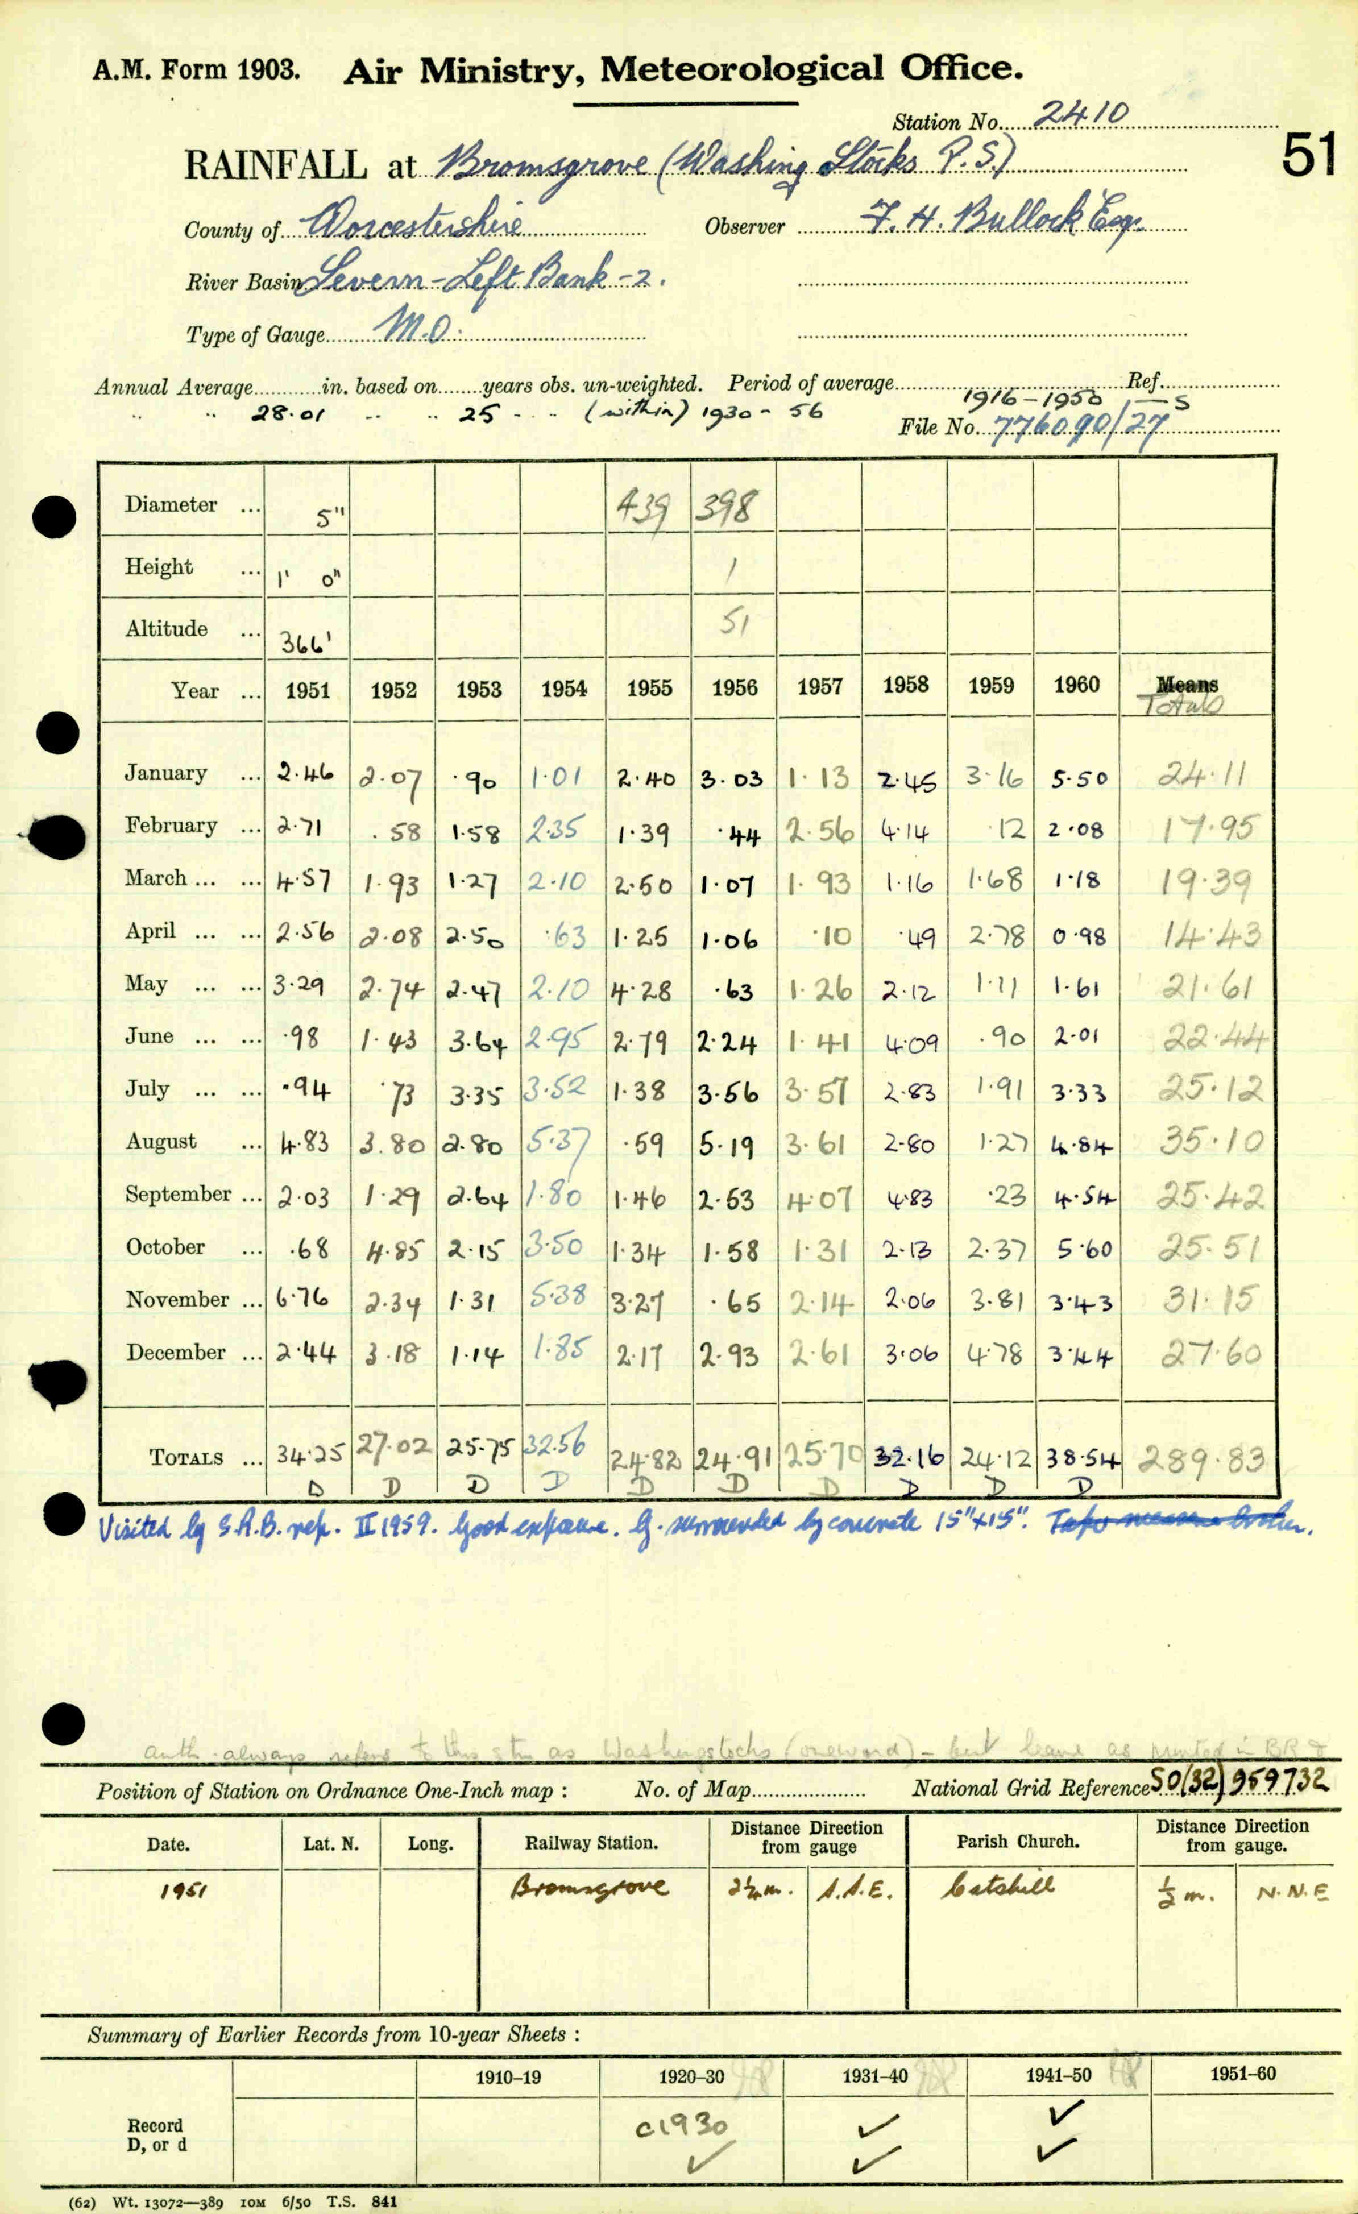 A.M. Form 1903. Air Ministry, Meteorological Office.
Station No. 2410
51
RAINFALL at Bromsgrove (Washing Stocks P.S.)
County of Worcestershire Observer F. H. Bullock Esq.
River Basin Severn - Left Bank - 2.
Type of Gauge M.O.
Annual Average in. based on years obs. un-weighted. Period of average 1916-1950 Ref. S
" " 28.01 " " 25 - " (within) 1930 - 56
File No. 776090/27
Diameter ... 5" 439 398
Height ... 1' 0" 1
Altitude ... 366' 51
Year ... 1951 1952 1953 1954 1955 1956 1957 1958 1959 1960 Means
Totals
January ... 2.46 2.07 .90 1.01 2.40 3.03 1.13 2.45 3.16 5.50 24.11
February ... 2.71 .58 1.58 2.35 1.39 .44 2.56 4.14 .12 2.08 17.95
March ... ... 4.57 1.93 1.27 2.10 2.50 1.07 1.93 1.16 1.68 1.18 19.39
April ... ... 2.56 2.08 2.50 .63 1.25 1.06 .10 .49 2.78 0.98 14.43
May ... ... 3.29 2.74 2.47 2.10 4.28 .63 1.26 2.12 1.11 1.61 21.61
June ... ... .98 1.43 3.64 2.95 2.79 2.24 1.41 4.09 .90 2.01 22.44
July ... ... .94 .73 3.35 3.52 1.38 3.56 3.57 2.83 1.91 3.33 25.12
August ... 4.83 3.80 2.80 5.37 .59 5.19 3.61 2.80 1.27 4.84 35.10
September ... 2.03 1.29 2.64 1.80 1.46 2.53 4.07 4.83 .23 4.54 25.42
October ... .68 4.85 2.15 3.50 1.34 1.58 1.31 2.13 2.37 5.60 25.51
November ... 6.76 2.34 1.31 5.38 3.27 .65 2.14 2.06 3.81 3.43 31.15
December ... 2.44 3.18 1.14 1.85 2.17 2.93 2.61 3.06 4.78 3.44 27.60
TOTALS ... 34.25 27.02 25.75 32.56 24.82 24.91 25.70 32.16 24.12 38.54 289.83
D D D D D D D D D D
Visited by S.R.B. rep. II 1959. Good exposure. G. surrounded by concrete 15"x15". Tape measure broken.
auth. always refers to this stn as Washingstocks (one word) - but leave as printed in BR
Position of Station on Ordnance One-Inch map : No. of Map National Grid Reference SO(32) 959732
Date. Lat. N. Long. Railway Station. Distance Direction from gauge Parish Church. Distance Direction from gauge.
1951 Bromsgrove 2¼m. S.S.E. Catshill ½ m. N.N.E
Summary of Earlier Records from 10-year Sheets :
1910–19 1920–30 1931–40 1941–50 1951–60
Record c1930 ✓ ✓
D, or d ✓ ✓ ✓
(62) Wt. 13072—389 10M 6/50 T.S. 841